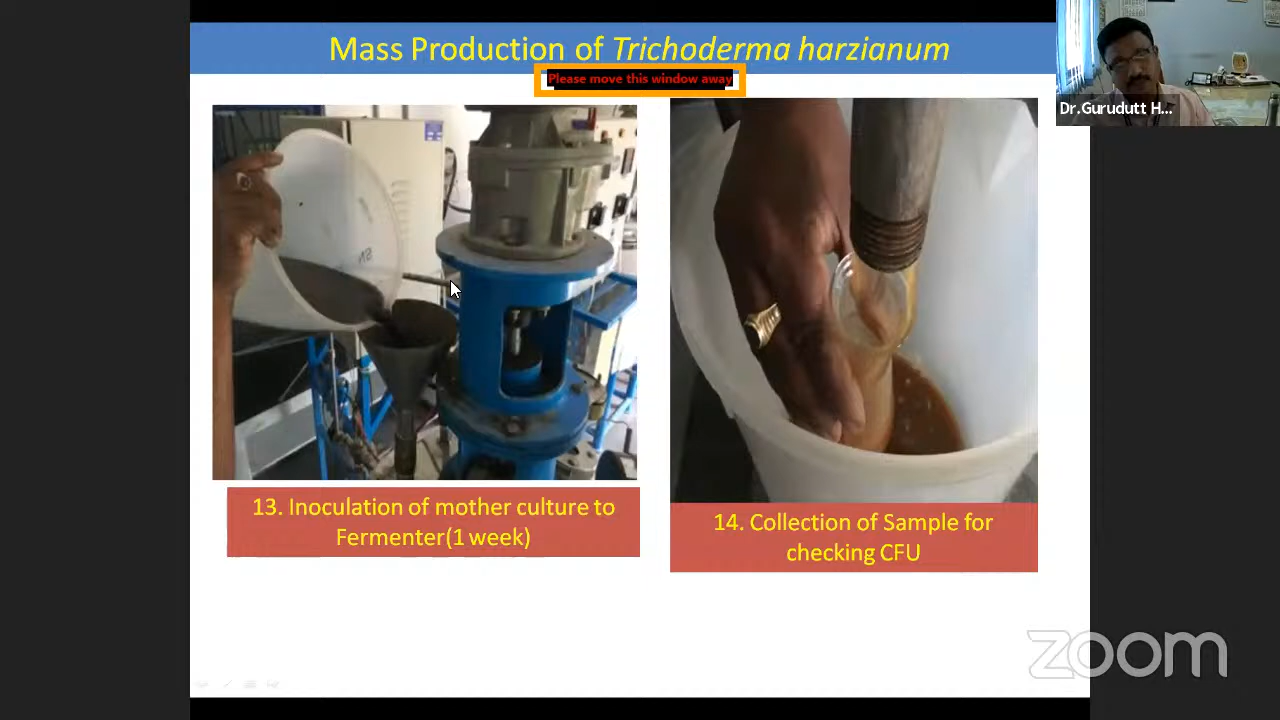 Mass Production of Trichoderma harzianum
Please move this window away
Dr.Gurudutt H...
13. Inoculation of mother culture to
Fermenter(1 week)
14. Collection of Sample for
checking CFU
zoom